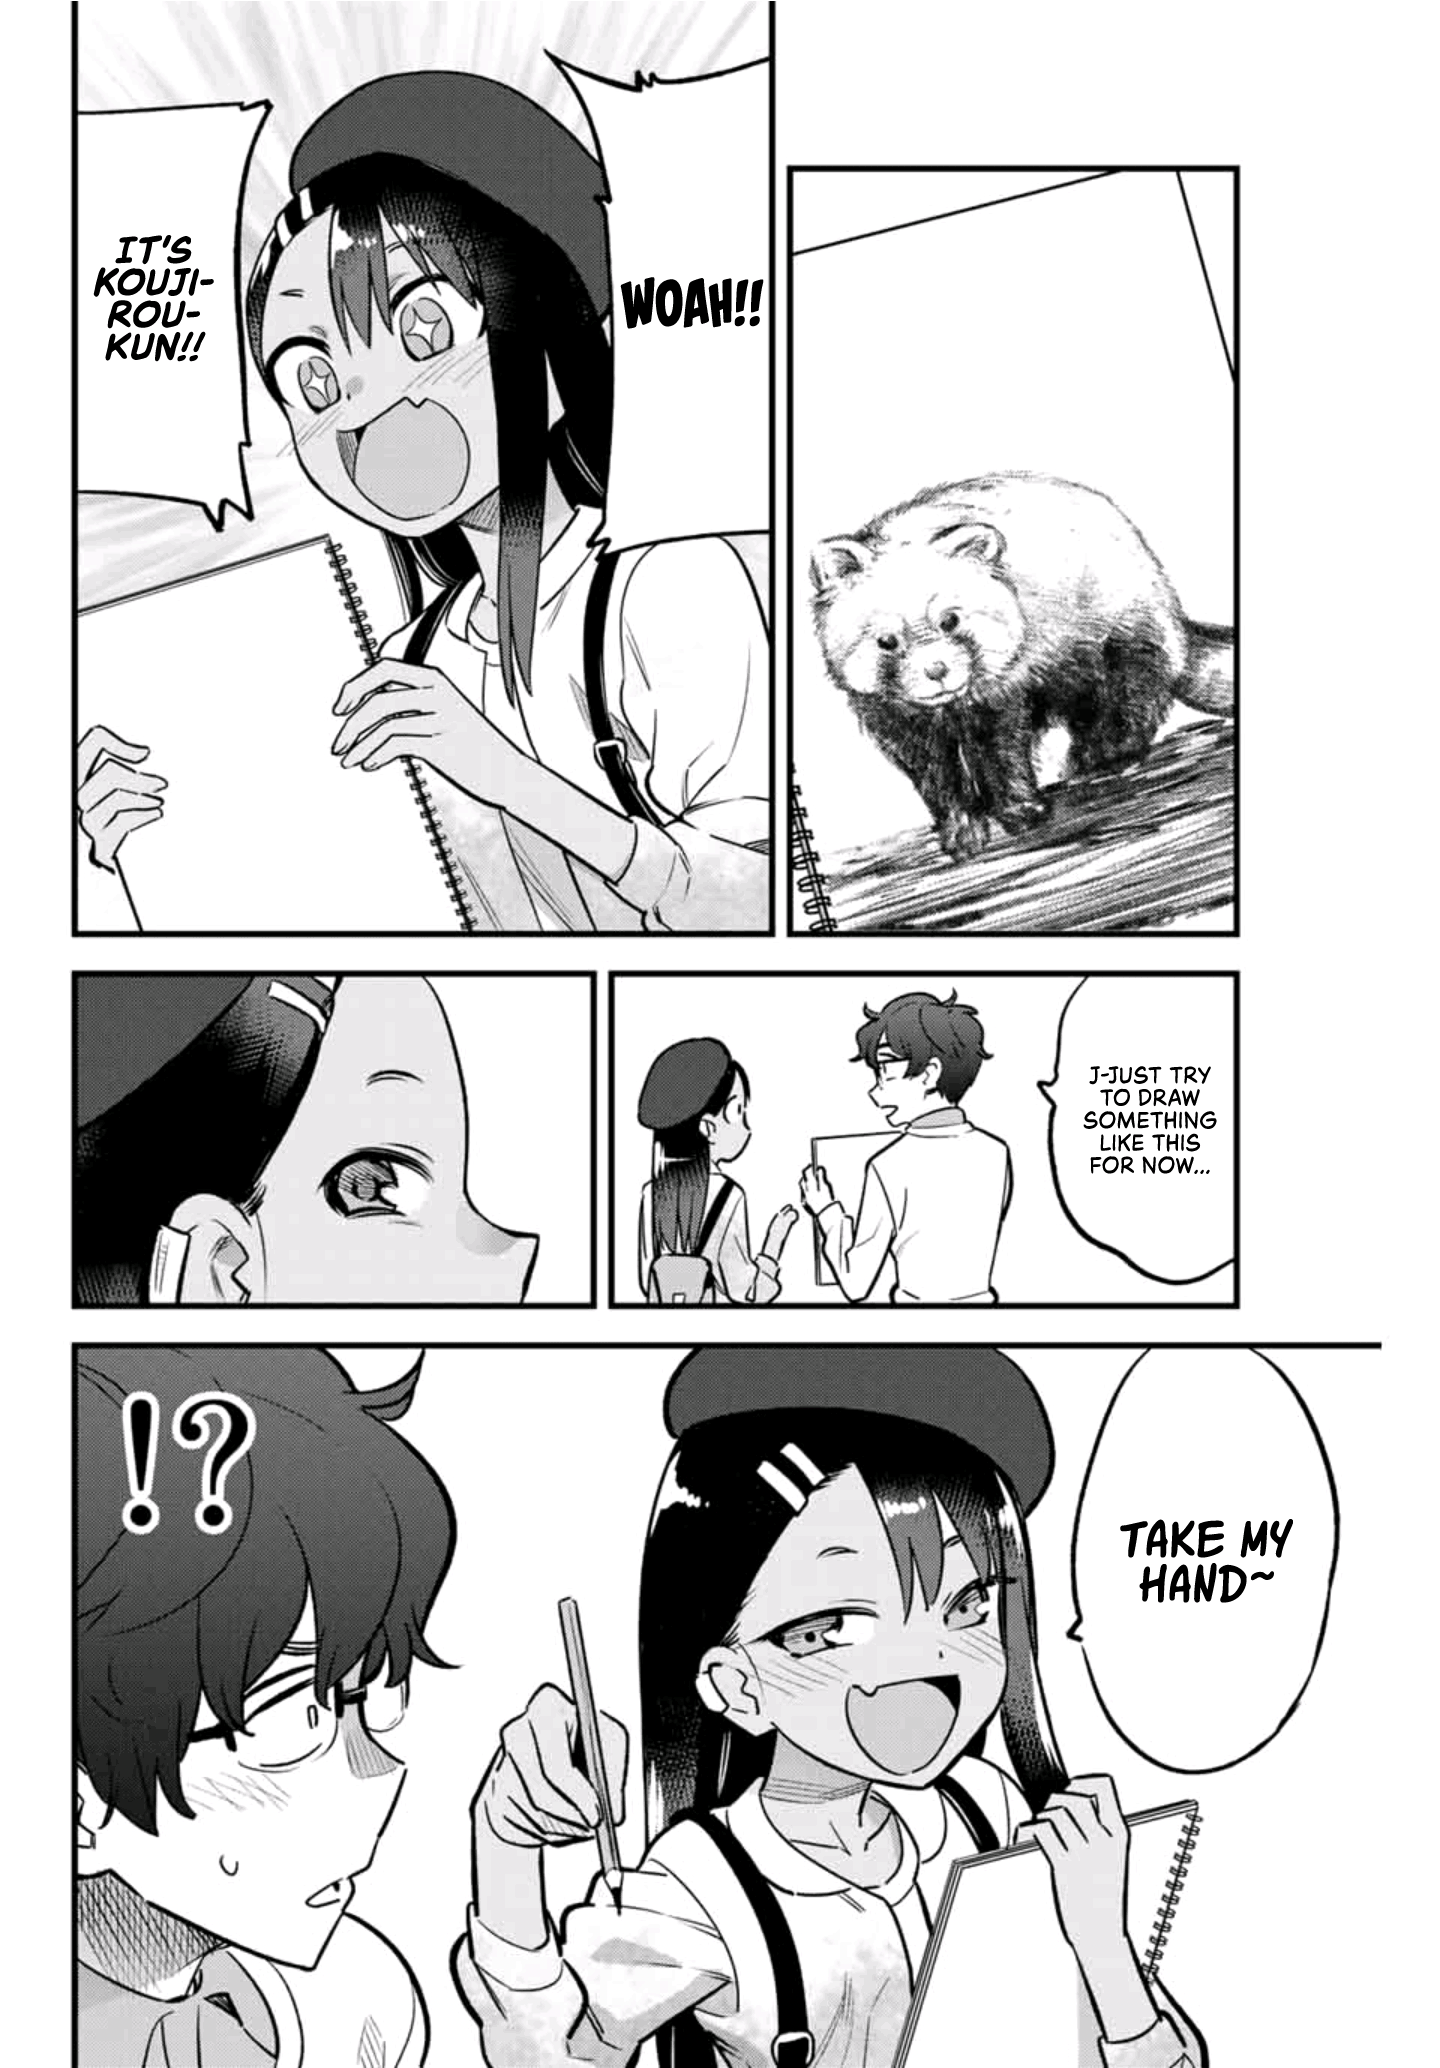 WOAH!!
IT'S
KOUJI-
ROU-
KUN!!
J-JUST TRY
TO DRAW
SOMETHING
LIKE THIS
FOR NOW...
TAKE MY
HAND~
!?